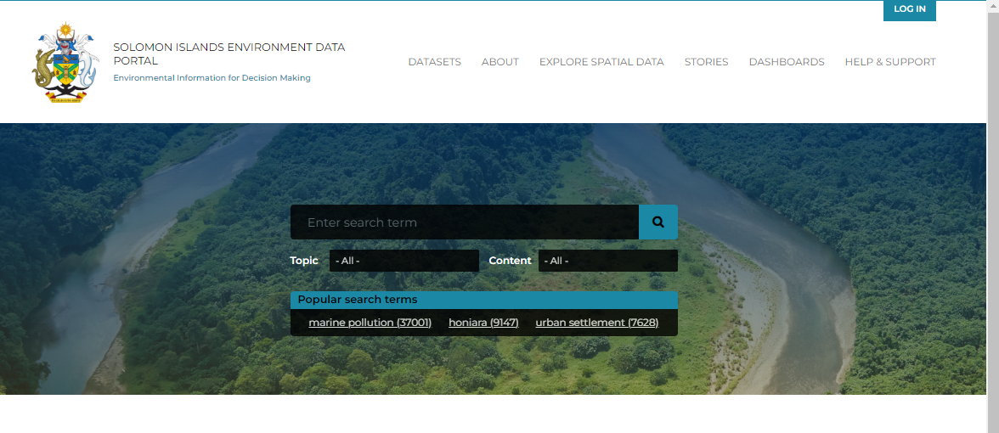 LOG IN
SOLOMON ISLANDS ENVIRONMENT DATA
PORTAL
Environmental Information for Decision Making
DATASETS ABOUT EXPLORE SPATIAL DATA STORIES DASHBOARDS HELP & SUPPORT
Enter search term
Topic - All - Content - All -
Popular search terms
marine pollution (37001) honiara (9147) urban settlement (7628)